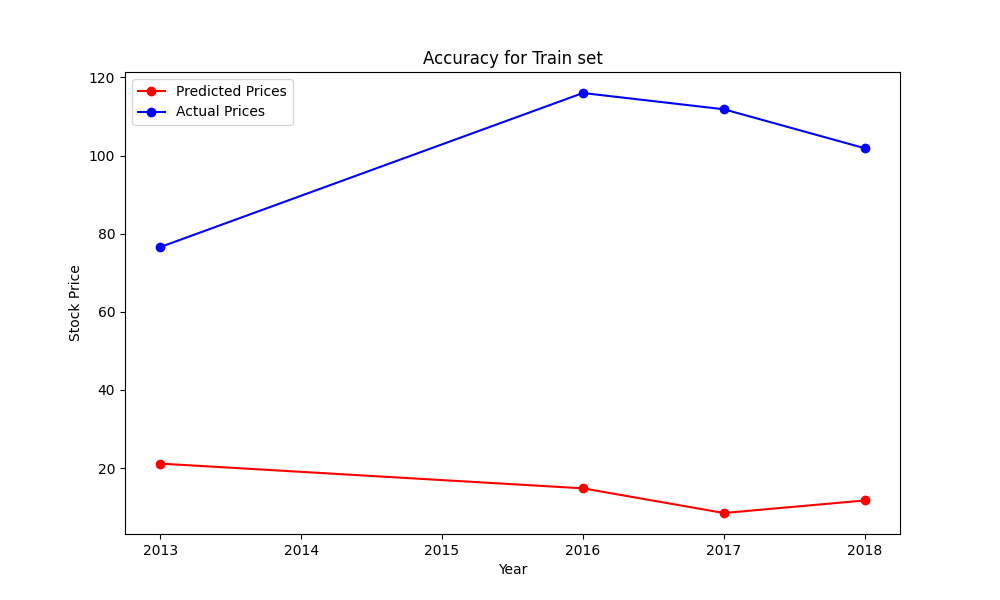 Accuracy for Train set
Predicted Prices
Actual Prices
120
100
80
60
40
20
Stock Price
2013 2014 2015 2016 2017 2018
Year